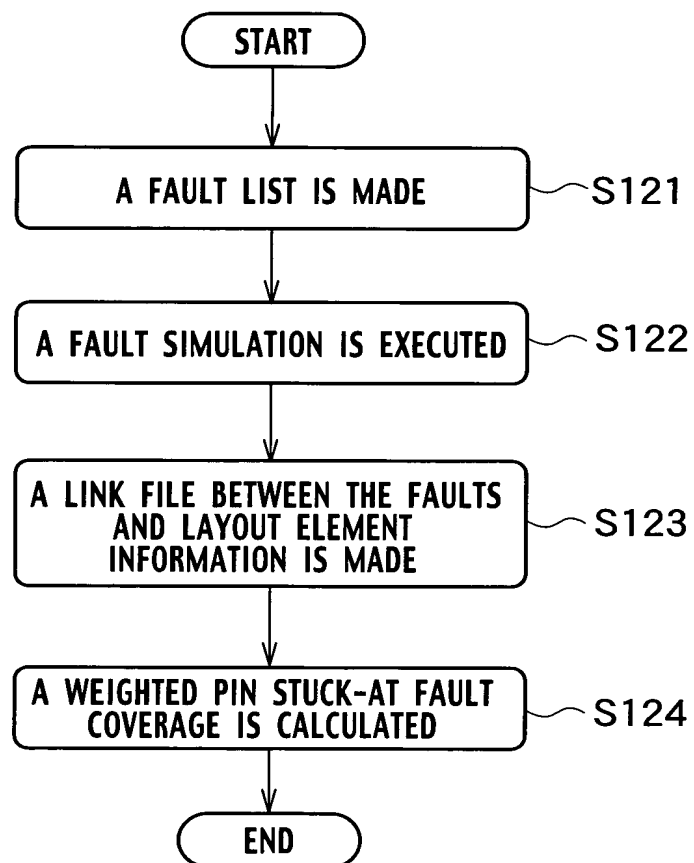 START
A FAULT LIST IS MADE
S121
A FAULT SIMULATION IS EXECUTED
S122
A LINK FILE BETWEEN THE FAULTS
AND LAYOUT ELEMENT
INFORMATION IS MADE
S123
A WEIGHTED PIN STUCK-AT FAULT
COVERAGE IS CALCULATED
S124
END